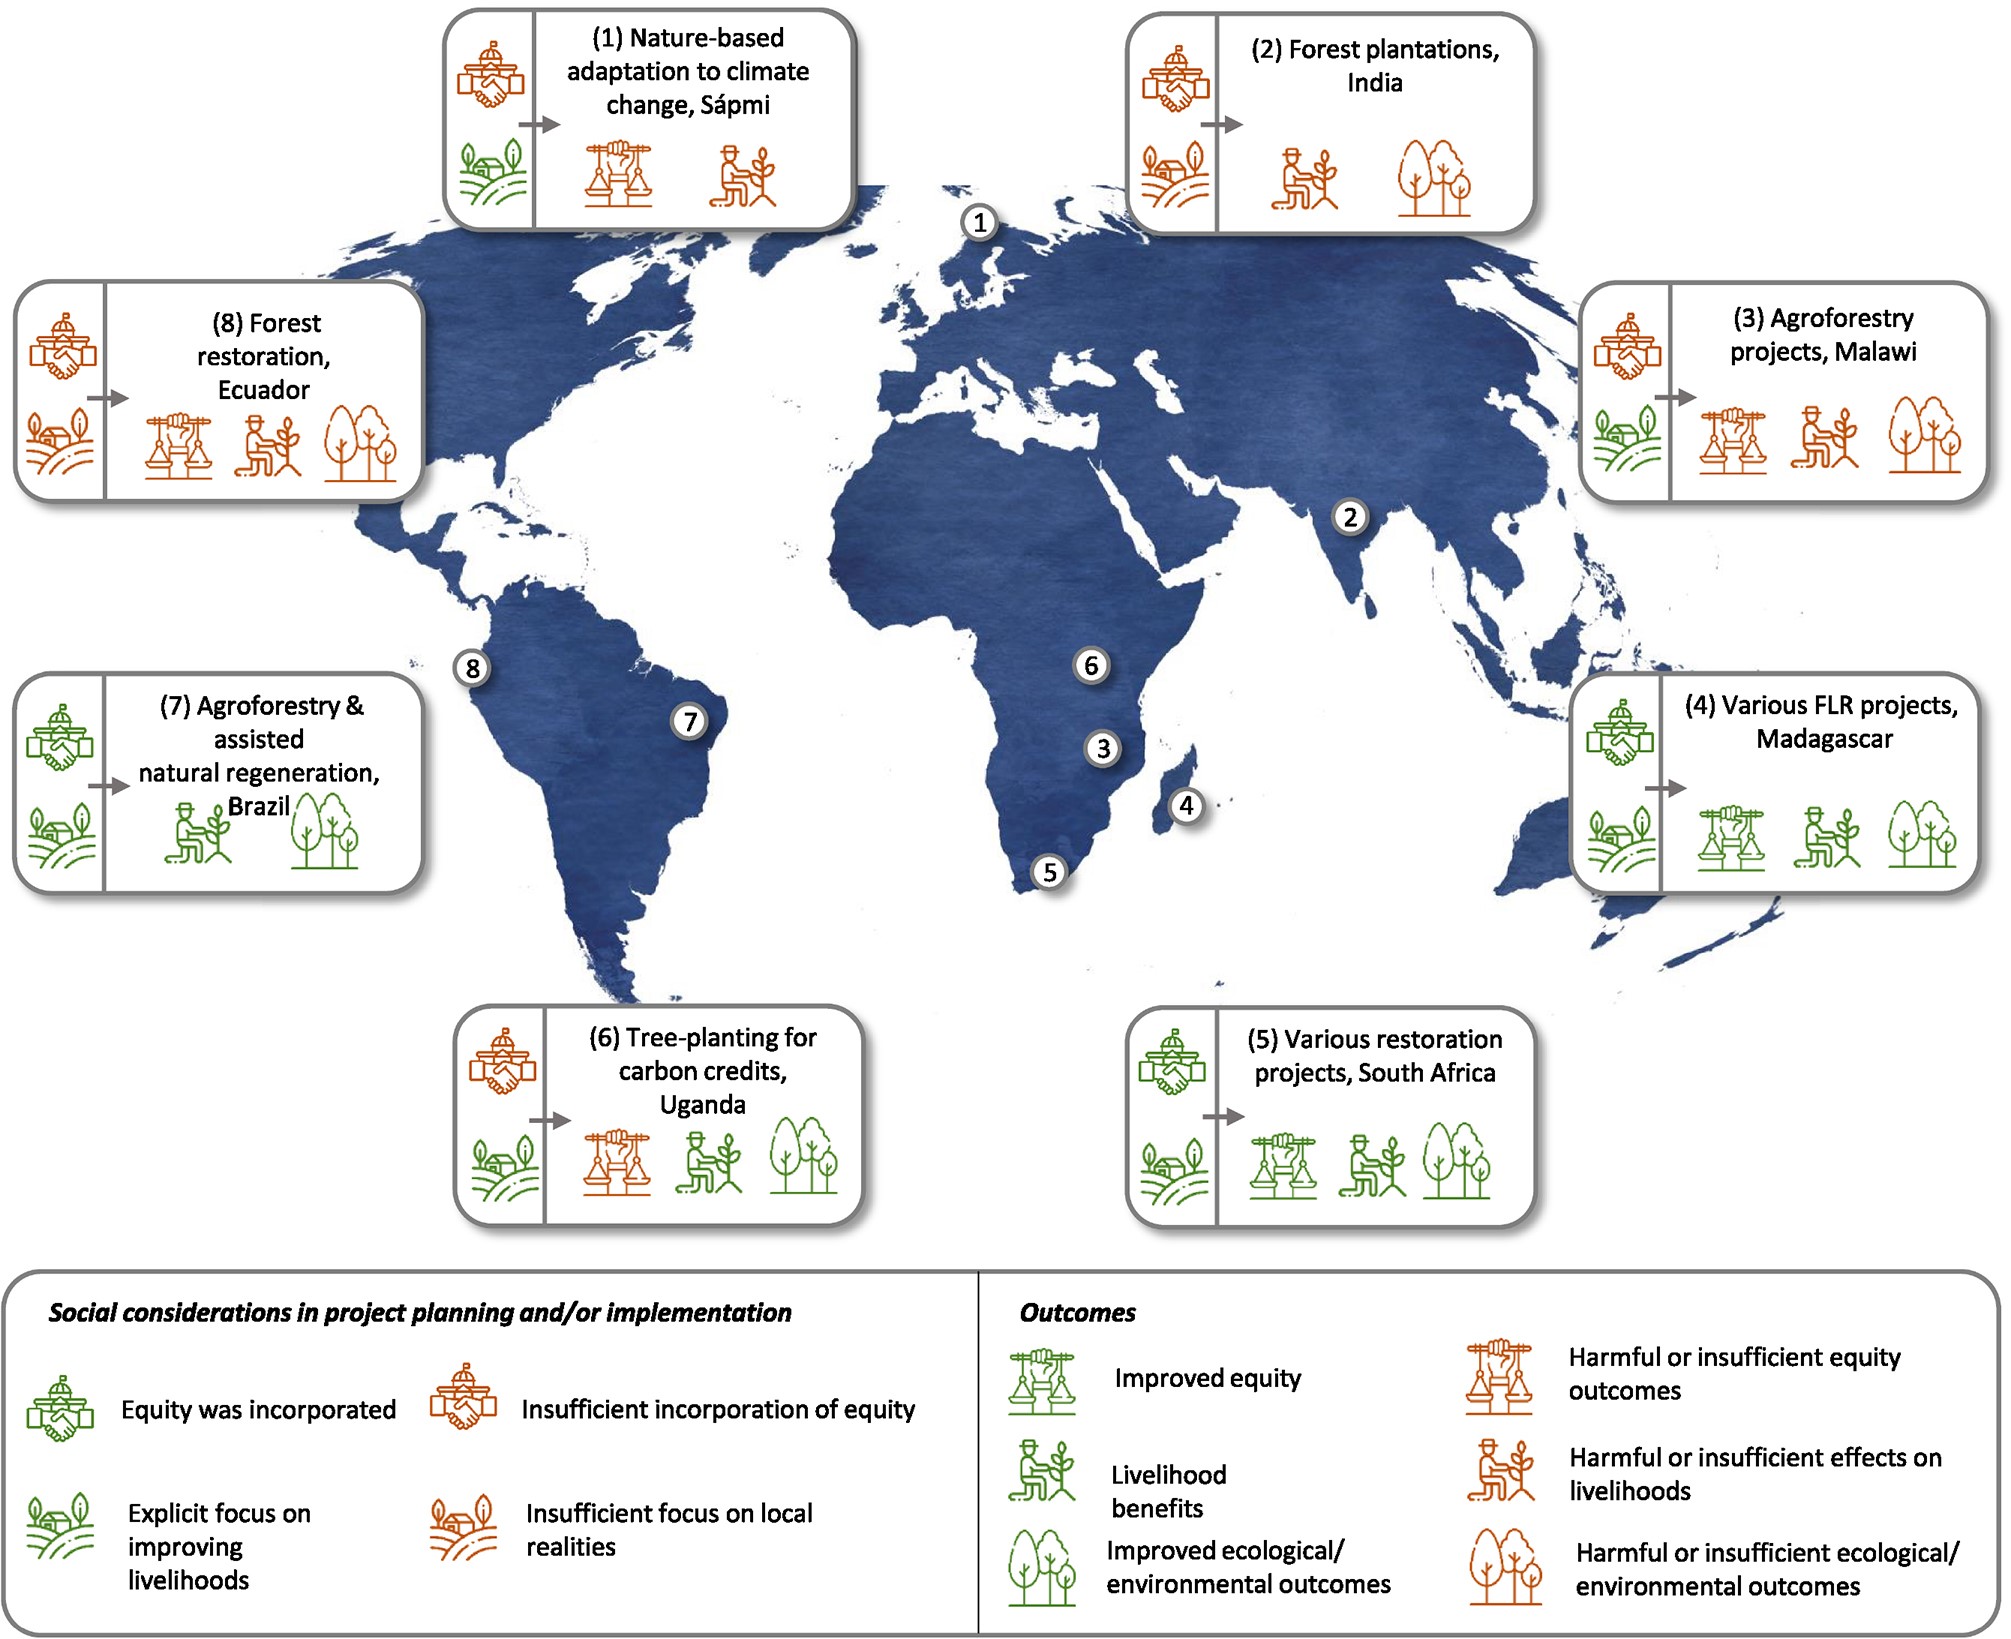 (1) Nature-based
adaptation to climate
change, Sápmi
(2) Forest plantations,
India
1
(8) Forest
restoration,
Ecuador
(3) Agroforestry
projects, Malawi
2
8
6
7
3
4
5
(7) Agroforestry &
assisted
natural regeneration,
Brazil
(4) Various FLR projects,
Madagascar
(6) Tree-planting for
carbon credits,
Uganda
(5) Various restoration
projects, South Africa
Social considerations in project planning and/or implementation
Equity was incorporated
Insufficient incorporation of equity
Explicit focus on
improving
livelihoods
Insufficient focus on local
realities
Outcomes
Improved equity
Harmful or insufficient equity
outcomes
Livelihood
benefits
Harmful or insufficient effects on
livelihoods
Improved ecological/
environmental outcomes
Harmful or insufficient ecological/
environmental outcomes